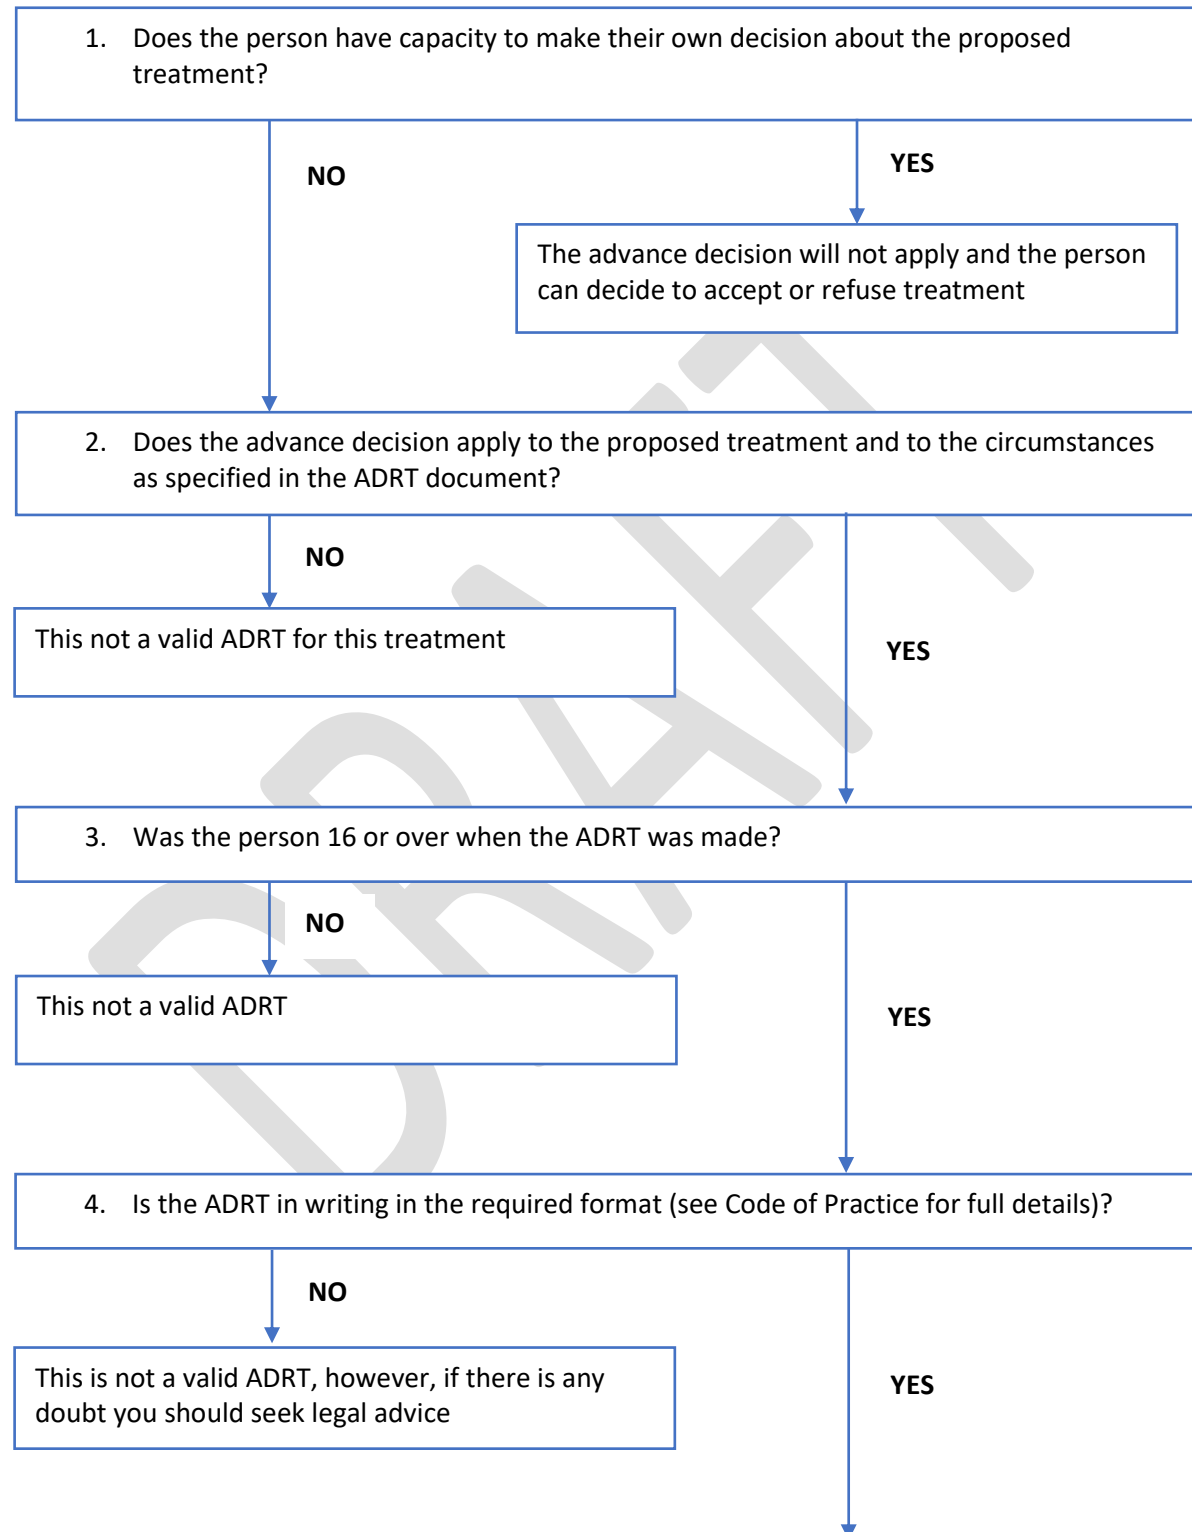 1. Does the person have capacity to make their own decision about the proposed
treatment?
NO
YES
The advance decision will not apply and the person
can decide to accept or refuse treatment
2. Does the advance decision apply to the proposed treatment and to the circumstances
as specified in the ADRT document?
NO
This not a valid ADRT for this treatment
YES
3. Was the person 16 or over when the ADRT was made?
NO
This not a valid ADRT
YES
4. Is the ADRT in writing in the required format (see Code of Practice for full details)?
NO
This is not a valid ADRT, however, if there is any
doubt you should seek legal advice
YES
DRAFT